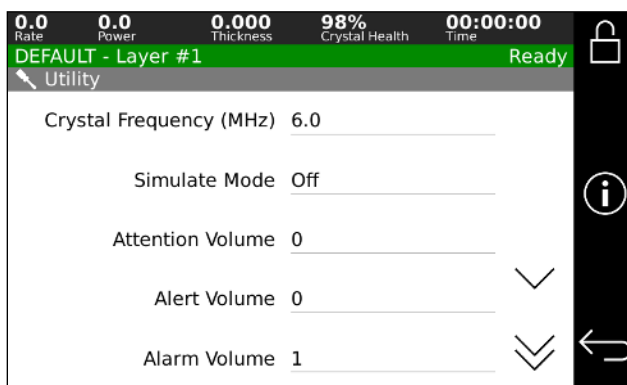 0.0 0.0 0.000 98% 00:00:00
Rate Power Thickness Crystal Health Time
DEFAULT - Layer #1 Ready
Utility
Crystal Frequency (MHz) 6.0
Simulate Mode Off
Attention Volume 0
Alert Volume 0
Alarm Volume 1